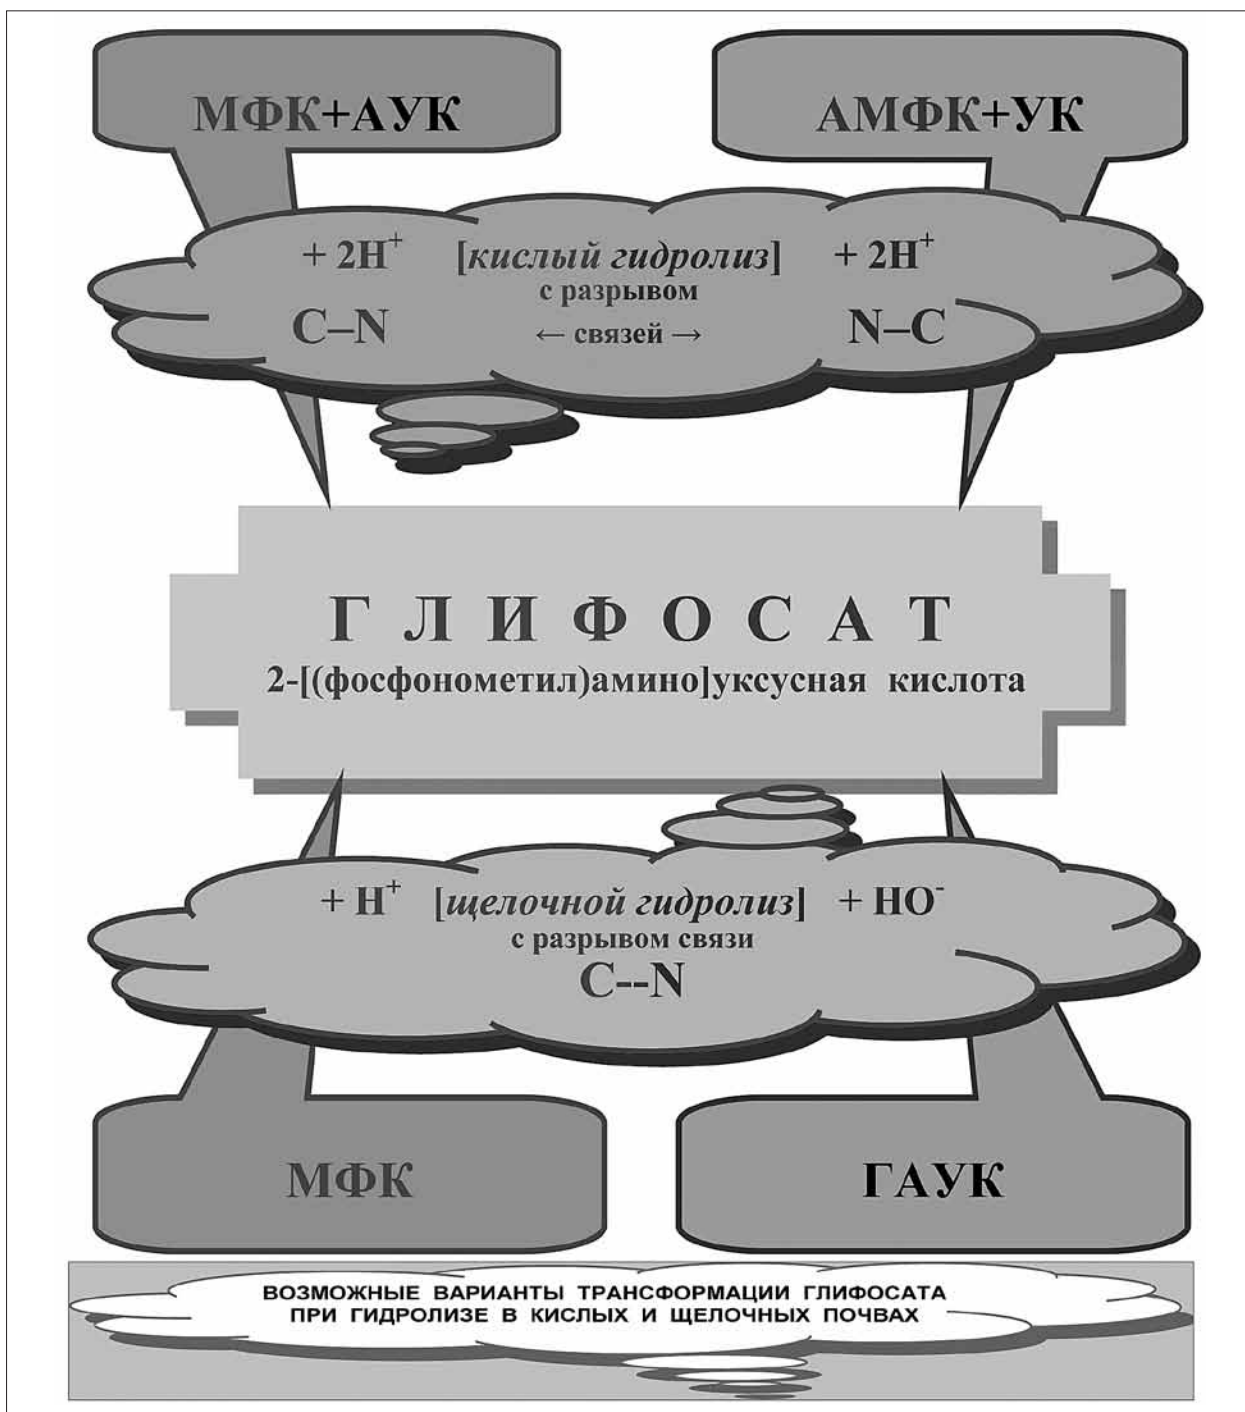 МФК+АУК
АМФК+УК
+ 2H⁺ [кислый гидролиз] + 2H⁺
с разрывом
C–N ← связей → N–C
Г Л И Ф О С А Т
2-[(фосфонометил)амино]уксусная кислота
+ H⁺ [щелочной гидролиз] + HO⁻
с разрывом связи
C--N
МФК
ГАУК
ВОЗМОЖНЫЕ ВАРИАНТЫ ТРАНСФОРМАЦИИ ГЛИФОСАТА
ПРИ ГИДРОЛИЗЕ В КИСЛЫХ И ЩЕЛОЧНЫХ ПОЧВАХ